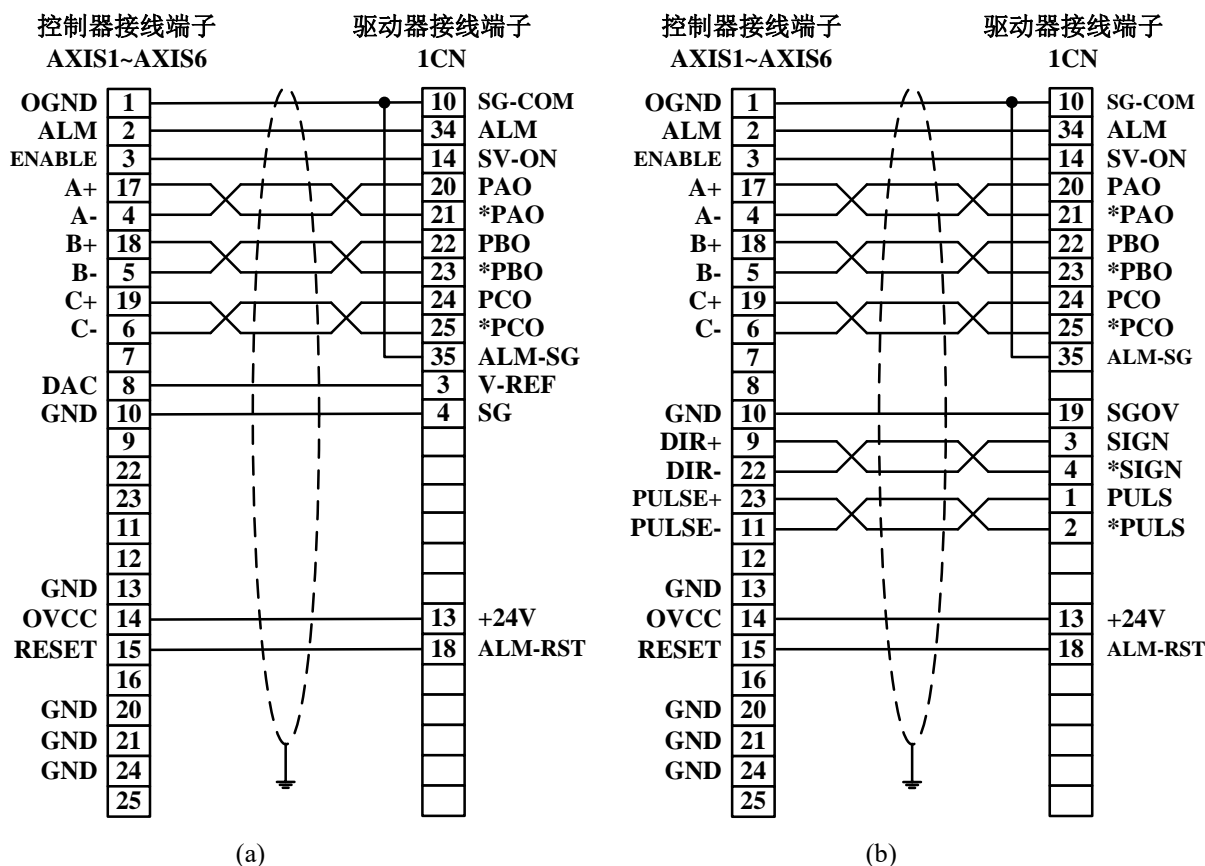 控制器接线端子 驱动器接线端子
AXIS1~AXIS6 1CN
OGND 1 10 SG-COM
ALM 2 34 ALM
ENABLE 3 14 SV-ON
A+ 17 20 PAO
A- 4 21 *PAO
B+ 18 22 PBO
B- 5 23 *PBO
C+ 19 24 PCO
C- 6 25 *PCO
7 35 ALM-SG
DAC 8 3 V-REF
GND 10 4 SG
9
22
23
11
12
GND 13
OVCC 14 13 +24V
RESET 15 18 ALM-RST
16
GND 20
GND 21
GND 24
25
(a)
控制器接线端子 驱动器接线端子
AXIS1~AXIS6 1CN
OGND 1 10 SG-COM
ALM 2 34 ALM
ENABLE 3 14 SV-ON
A+ 17 20 PAO
A- 4 21 *PAO
B+ 18 22 PBO
B- 5 23 *PBO
C+ 19 24 PCO
C- 6 25 *PCO
7 35 ALM-SG
8
GND 10 19 SGOV
DIR+ 9 3 SIGN
DIR- 22 4 *SIGN
PULSE+ 23 1 PULS
PULSE- 11 2 *PULS
12
GND 13
OVCC 14 13 +24V
RESET 15 18 ALM-RST
16
GND 20
GND 21
GND 24
25
(b)